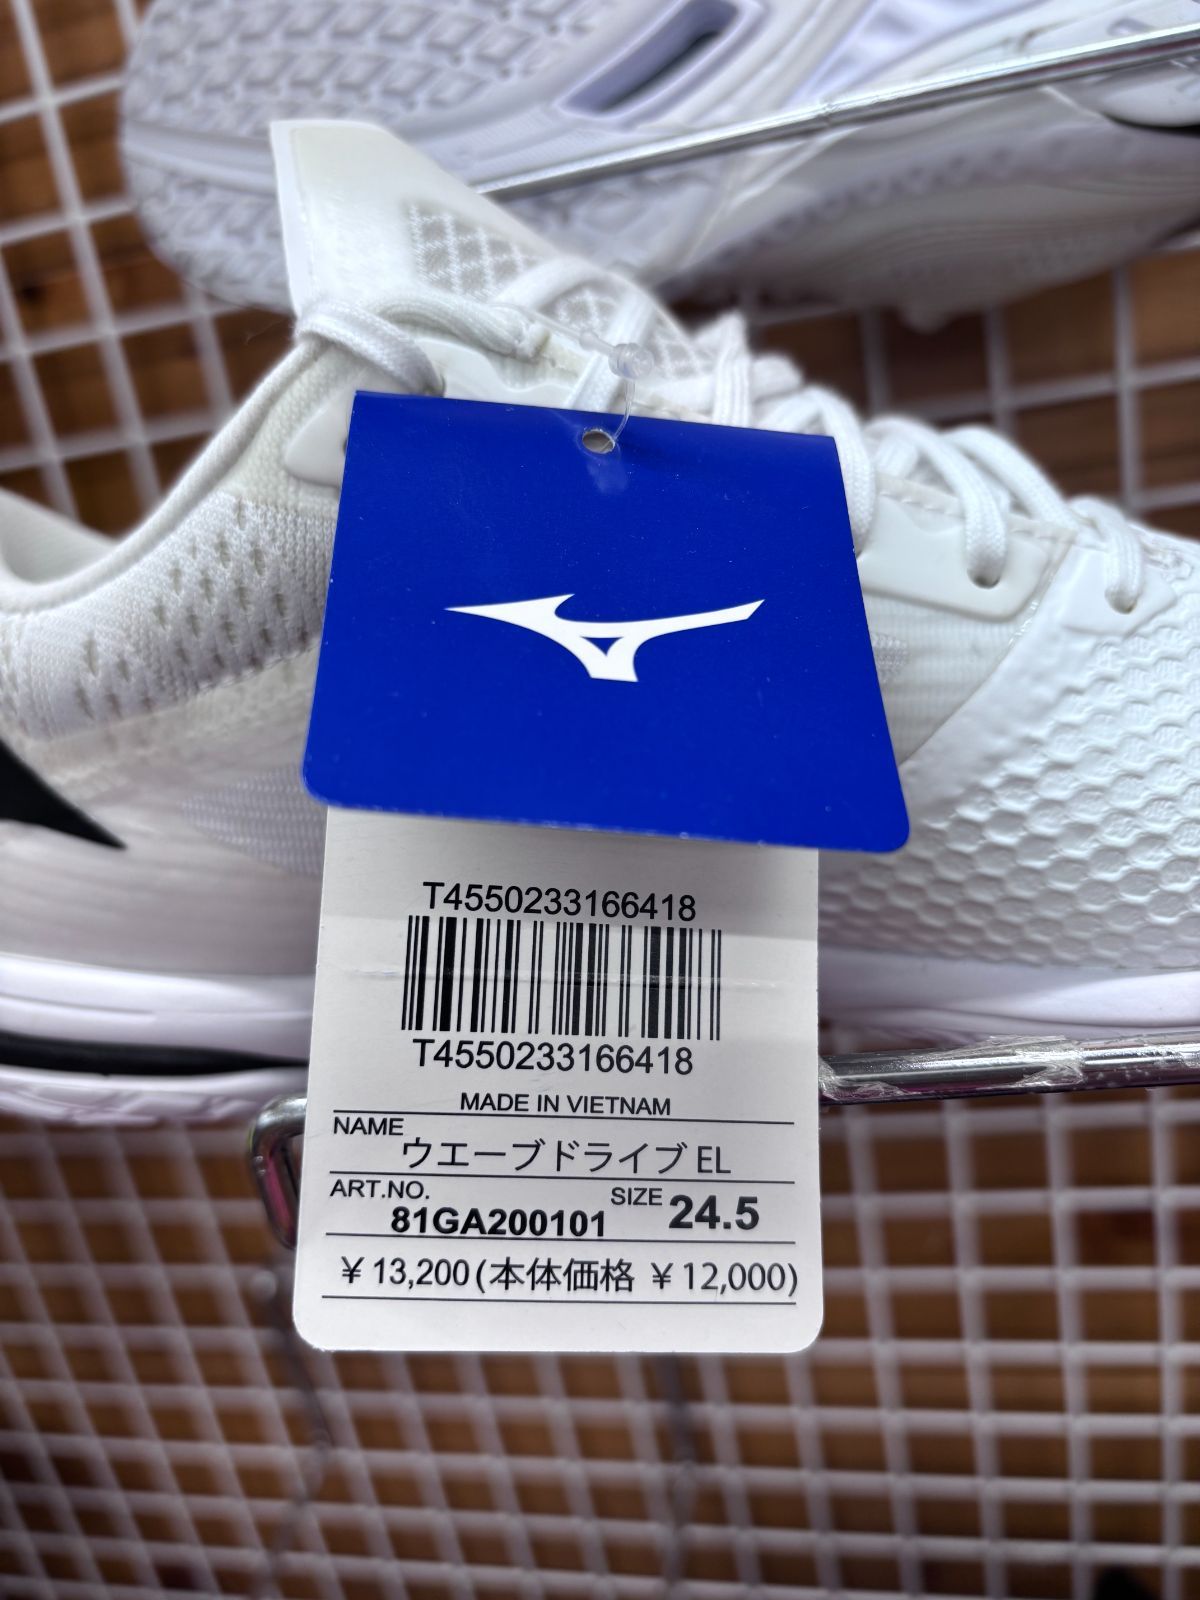 T4550233166418
T4550233166418
MADE IN VIETNAM
NAME
ウエーブドライブ EL
ART.NO. SIZE 24.5
81GA200101
¥ 13,200 (本体価格 ¥ 12,000)